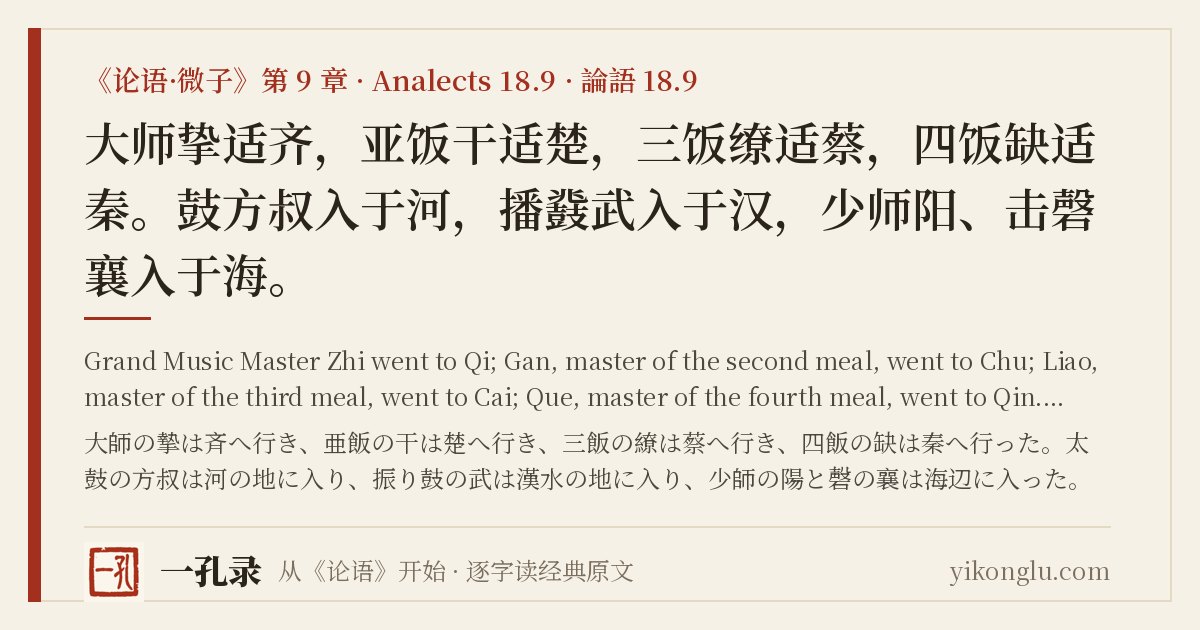 《论语·微子》第 9 章 · Analects 18.9 · 論語 18.9
大师挚适齐，亚饭干适楚，三饭缭适蔡，四饭缺适
秦。鼓方叔入于河，播鼗武入于汉，少师阳、击磬
襄入于海。
Grand Music Master Zhi went to Qi; Gan, master of the second meal, went to Chu; Liao,
master of the third meal, went to Cai; Que, master of the fourth meal, went to Qin....
大師の摯は斉へ行き、亜飯の干は楚へ行き、三飯の繚は蔡へ行き、四飯の缺は秦へ行った。太
鼓の方叔は河の地に入り、振り鼓の武は漢水の地に入り、少師の陽と磬の襄は海辺に入った。
一孔
一孔录 从《论语》开始 · 逐字读经典原文 yikonglu.com